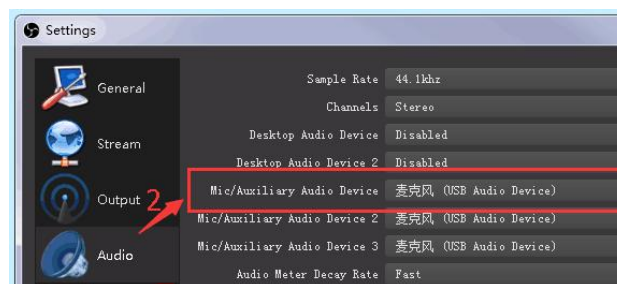 Settings
General
Sample Rate 44.1khz
Channels Stereo
Stream
Desktop Audio Device Disabled
Desktop Audio Device 2 Disabled
Output 2
Mic/Auxiliary Audio Device 麦克风 (USB Audio Device)
Mic/Auxiliary Audio Device 2 麦克风 (USB Audio Device)
Audio
Mic/Auxiliary Audio Device 3 麦克风 (USB Audio Device)
Audio Meter Decay Rate Fast